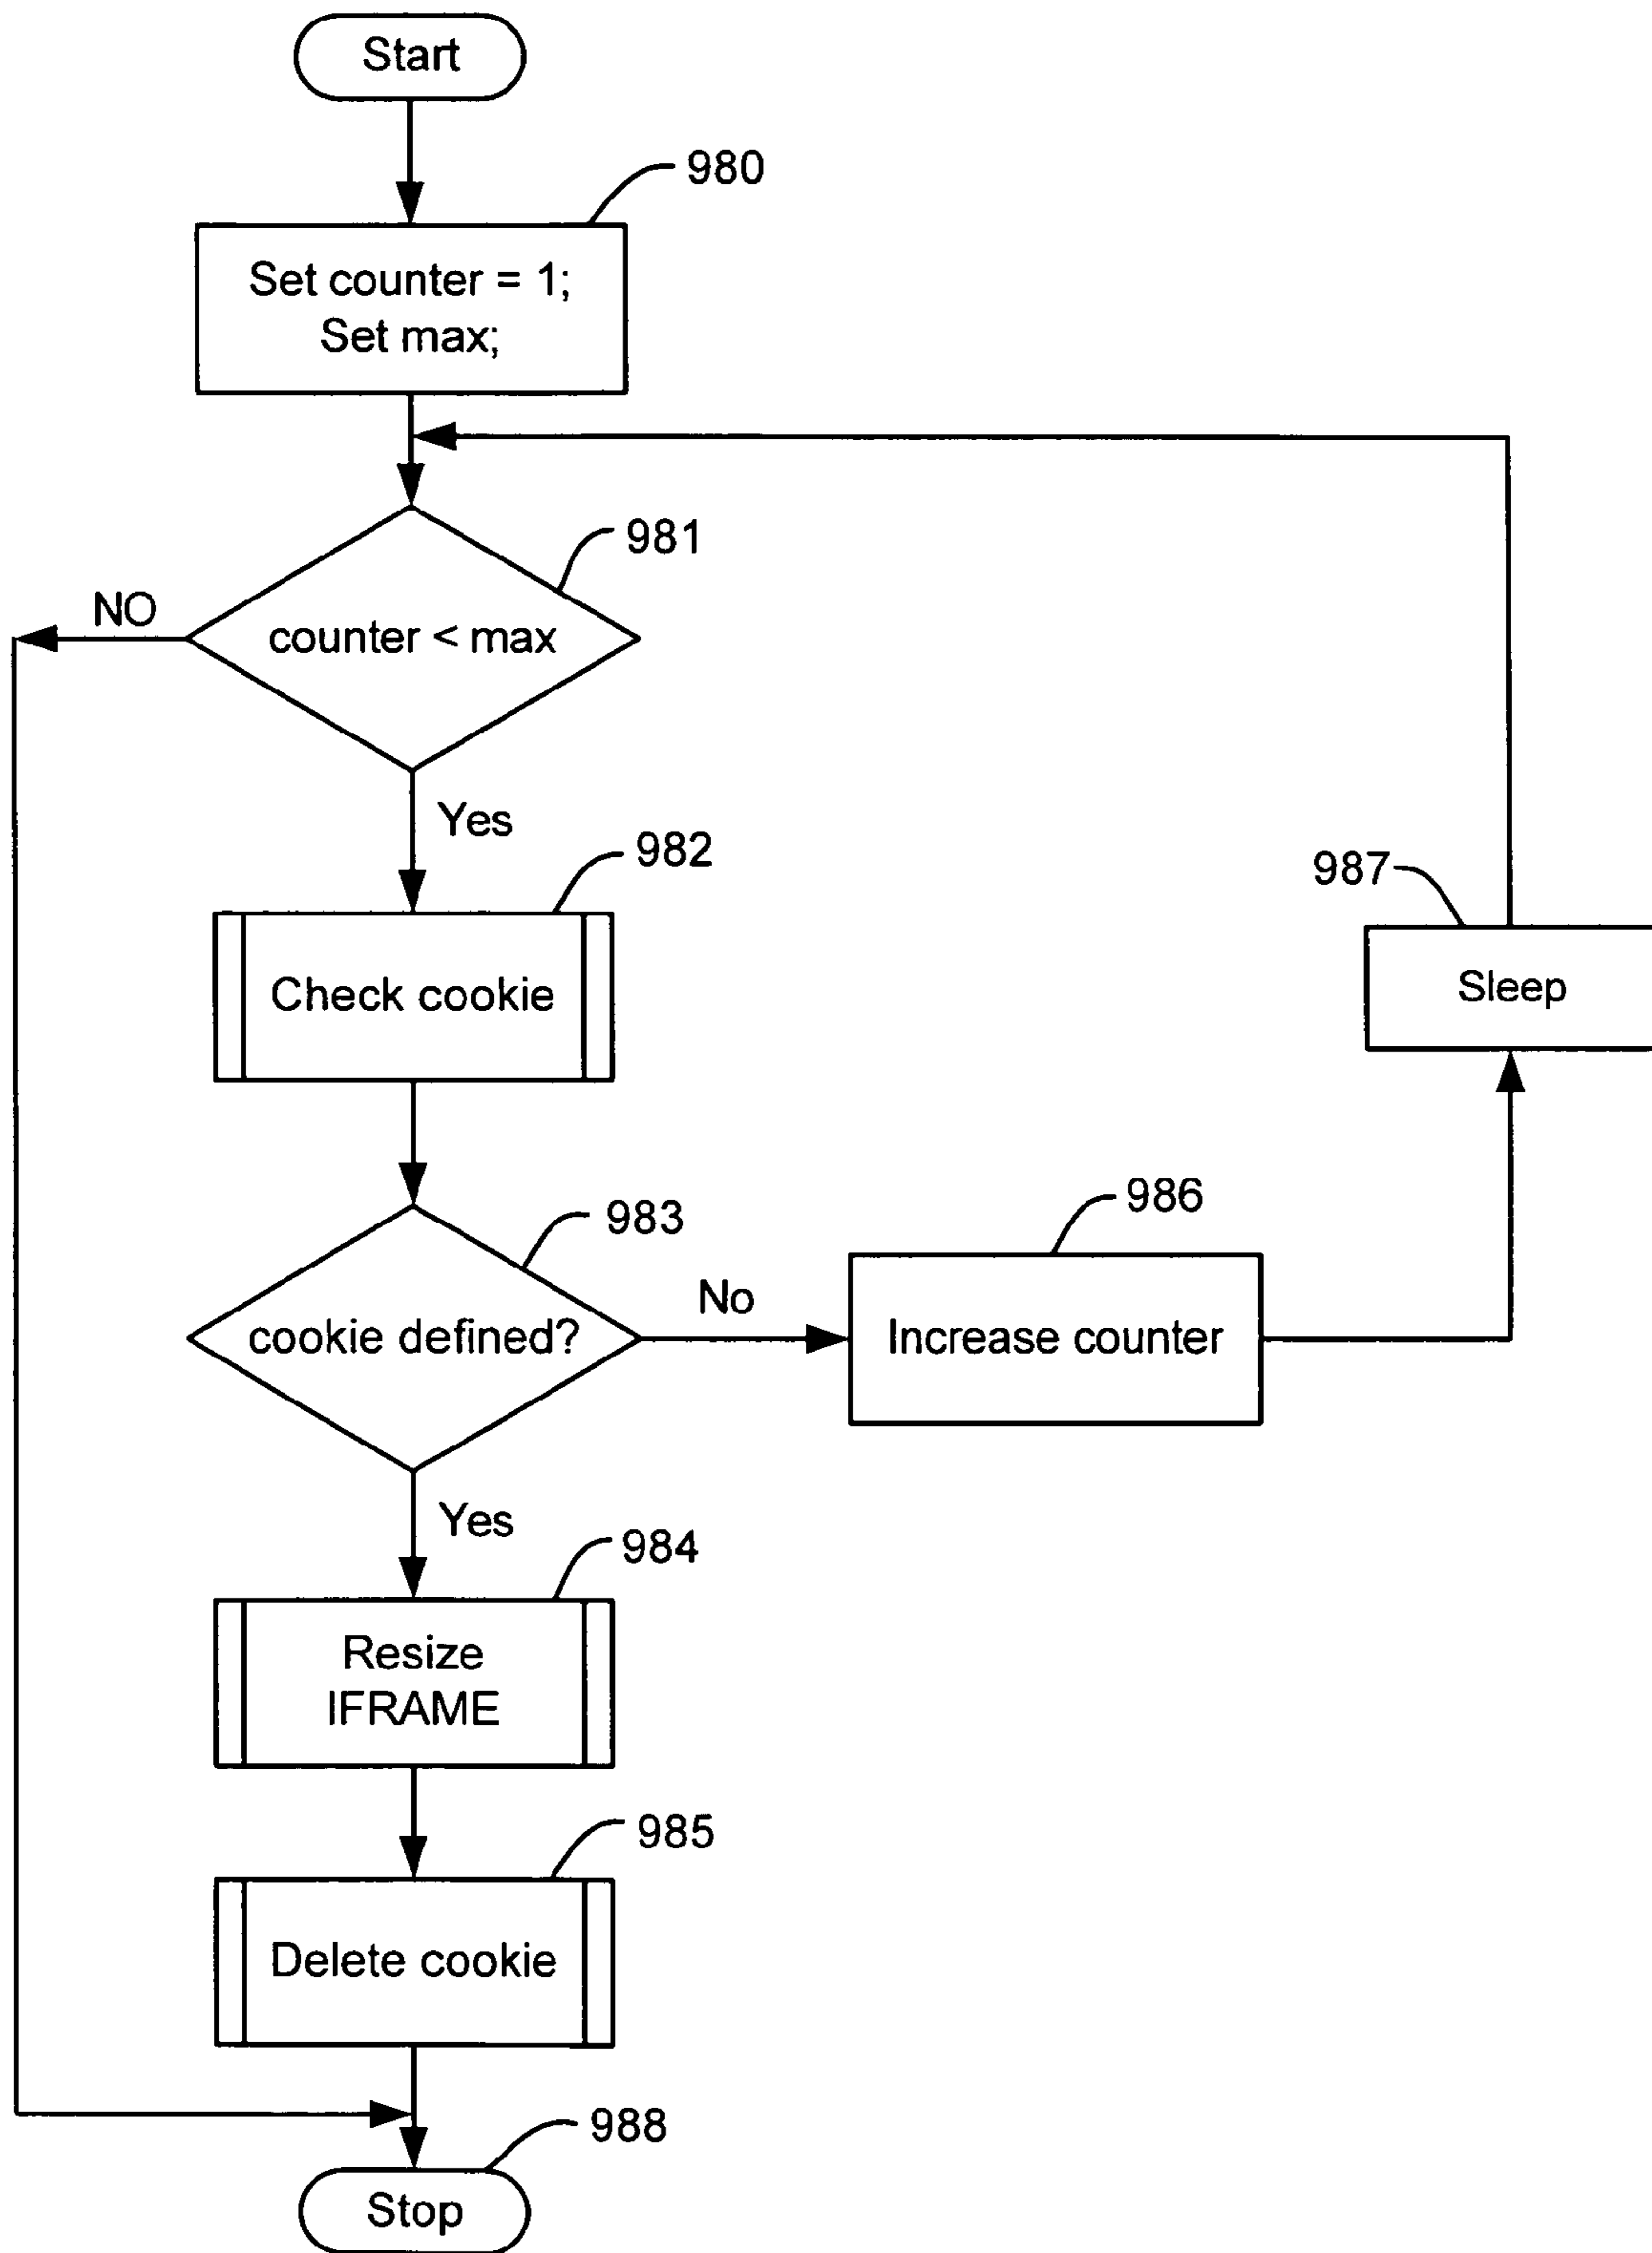 Start
980
Set counter = 1;
Set max;
981
NO
counter < max
Yes
982
987
Check cookie
Sleep
983
986
No
cookie defined?
Increase counter
Yes
984
Resize
IFRAME
985
Delete cookie
988
Stop